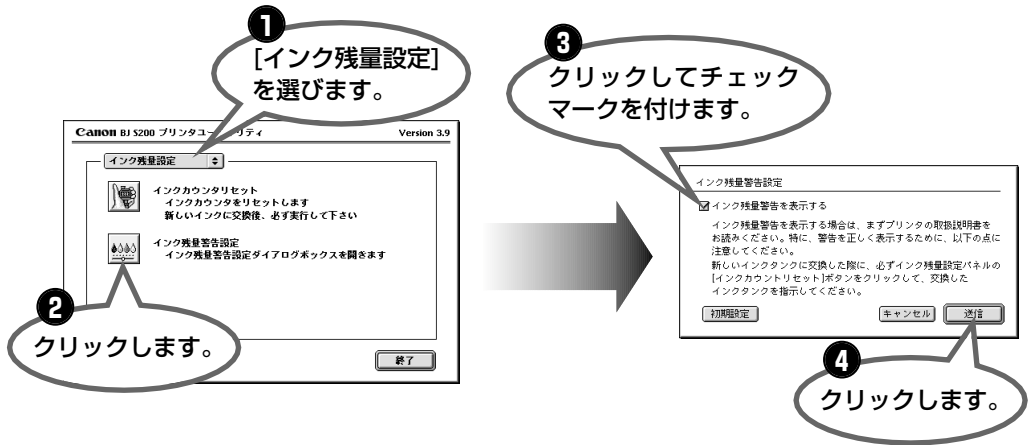 1
[インク残量設定]
を選びます。
Canon BJ S200 プリンタユーティリティ Version 3.9
インク残量設定
インクカウンタリセット
インクカウンタをリセットします
新しいインクに交換後、必ず実行して下さい
インク残量警告設定
インク残量警告設定ダイアログボックスを開きます
2
クリックします。
終了
3
クリックしてチェック
マークを付けます。
インク残量警告設定
インク残量警告を表示する
インク残量警告を表示する場合は、まずプリンタの取扱説明書を
お読みください。特に、警告を正しく表示するために、以下の点に
注意してください。
新しいインクタンクに交換した際に、必ずインク残量設定パネルの
[インクカウントリセット]ボタンをクリックして、交換した
インクタンクを指示してください。
初期設定 キャンセル 送信
4
クリックします。